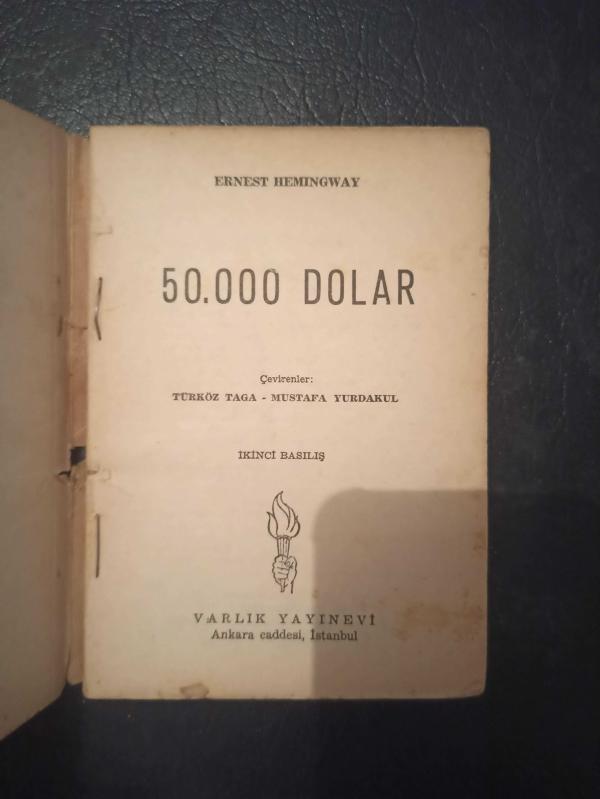 ERNEST HEMINGWAY
50.000 DOLAR
Çevirenler:
TÜRKÖZ TAGA - MUSTAFA YURDAKUL
İKİNCİ BASILIŞ
VARLIK YAYINEVİ
Ankara caddesi, İstanbul